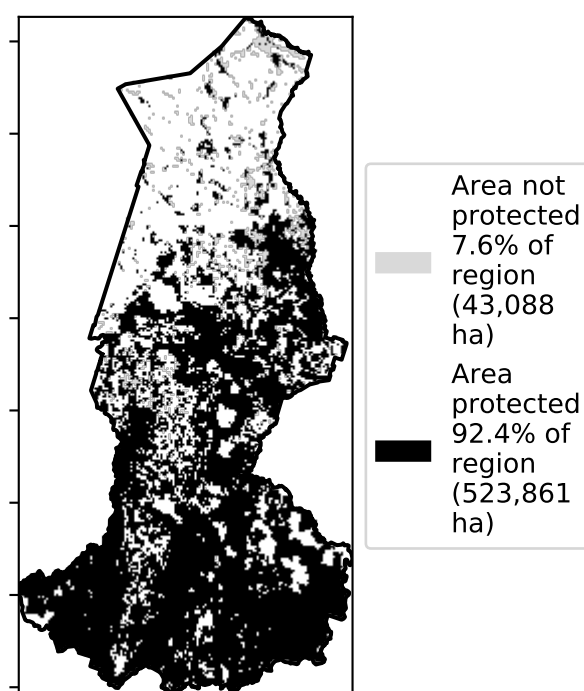 Area not
protected
7.6% of
region
(43,088
ha)
Area
protected
92.4% of
region
(523,861
ha)